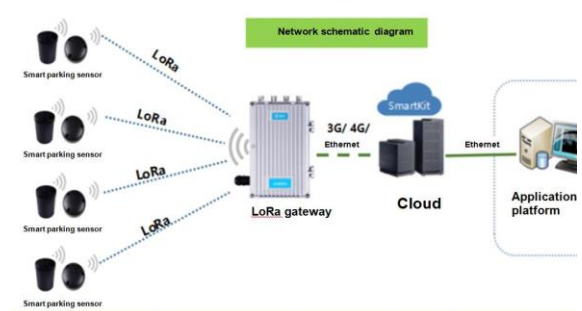 Network schematic diagram
Smart parking sensor
LoRa
Smart parking sensor
LoRa
Smart parking sensor
LoRa
Smart parking sensor
LoRa
LoRa gateway
3G/ 4G/
Ethernet
SmartKit
Cloud
Ethernet
Application
platform